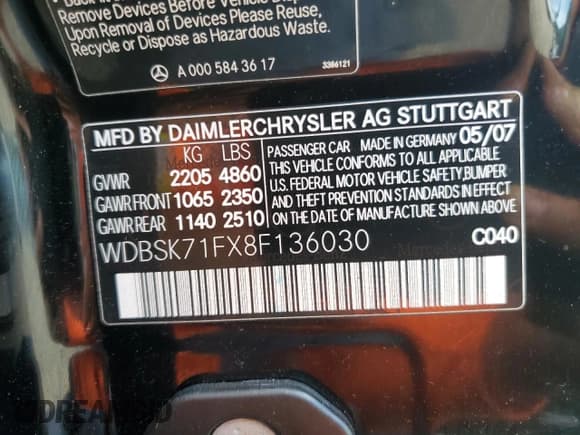 Remove Devices Before Vehicle Disposal
Upon Removal of Devices Please Reuse,
Recycle or Dispose as Hazardous Waste.
A 000 584 36 17 3386121
MFD BY DAIMLERCHRYSLER AG STUTTGART
KG LBS PASSENGER CAR MADE IN GERMANY 05/07
GVWR 2205 4860 THIS VEHICLE CONFORMS TO ALL APPLICABLE
GAWR FRONT 1065 2350 U.S. FEDERAL MOTOR VEHICLE SAFETY, BUMPER
GAWR REAR 1140 2510 AND THEFT PREVENTION STANDARDS IN EFFECT
ON THE DATE OF MANUFACTURE SHOWN ABOVE
WDBSK71FX8F136030 C040